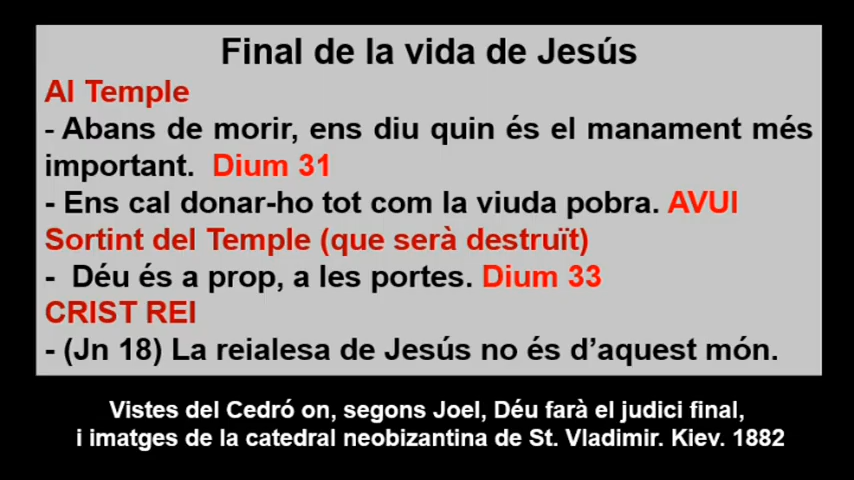 Final de la vida de Jesús
Al Temple
- Abans de morir, ens diu quin és el manament més
important. Dium 31
- Ens cal donar-ho tot com la viuda pobra. AVUI
Sortint del Temple (que serà destruït)
- Déu és a prop, a les portes. Dium 33
CRIST REI
- (Jn 18) La reialesa de Jesús no és d’aquest món.
Vistes del Cedró on, segons Joel, Déu farà el judici final,
i imatges de la catedral neobizantina de St. Vladimir. Kiev. 1882